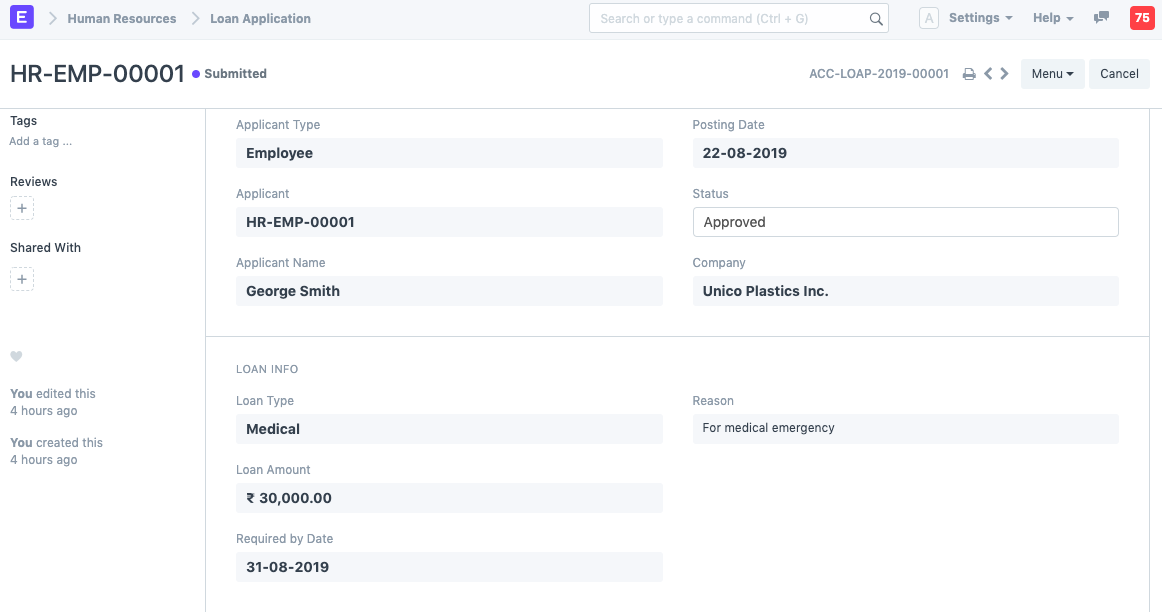 E Human Resources Loan Application Search or type a command (Ctrl + G) A Settings Help 75
HR-EMP-00001 Submitted ACC-LOAP-2019-00001 Menu Cancel
Tags
Add a tag ...
Reviews
+
Shared With
+
You edited this
4 hours ago
You created this
4 hours ago
Applicant Type
Employee
Applicant
HR-EMP-00001
Applicant Name
George Smith
Posting Date
22-08-2019
Status
Approved
Company
Unico Plastics Inc.
LOAN INFO
Loan Type
Medical
Loan Amount
₹ 30,000.00
Required by Date
31-08-2019
Reason
For medical emergency